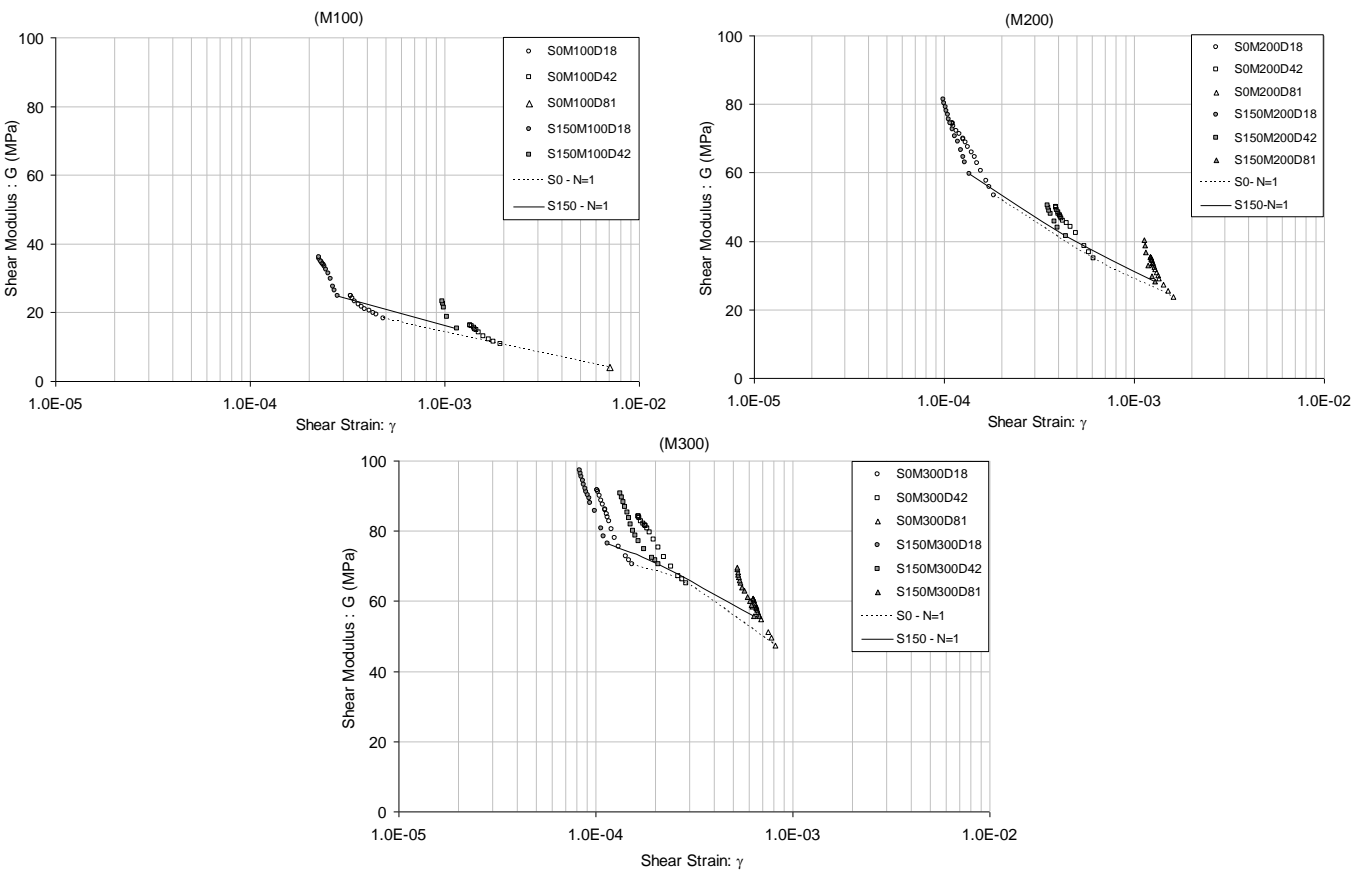 (M100)
100
80
60
40
20
0
Shear Modulus : G (MPa)
1.0E-05
1.0E-04
1.0E-03
1.0E-02
Shear Strain: γ
S0M100D18
S0M100D42
S0M100D81
S150M100D18
S150M100D42
S0 - N=1
S150 - N=1
(M200)
100
80
60
40
20
0
Shear Modulus : G (MPa)
1.0E-05
1.0E-04
1.0E-03
1.0E-02
Shear Strain: γ
S0M200D18
S0M200D42
S0M200D81
S150M200D18
S150M200D42
S150M200D81
S0- N=1
S150-N=1
(M300)
100
80
60
40
20
0
Shear Modulus : G (MPa)
1.0E-05
1.0E-04
1.0E-03
1.0E-02
Shear Strain: γ
S0M300D18
S0M300D42
S0M300D81
S150M300D18
S150M300D42
S150M300D81
S0 - N=1
S150 - N=1